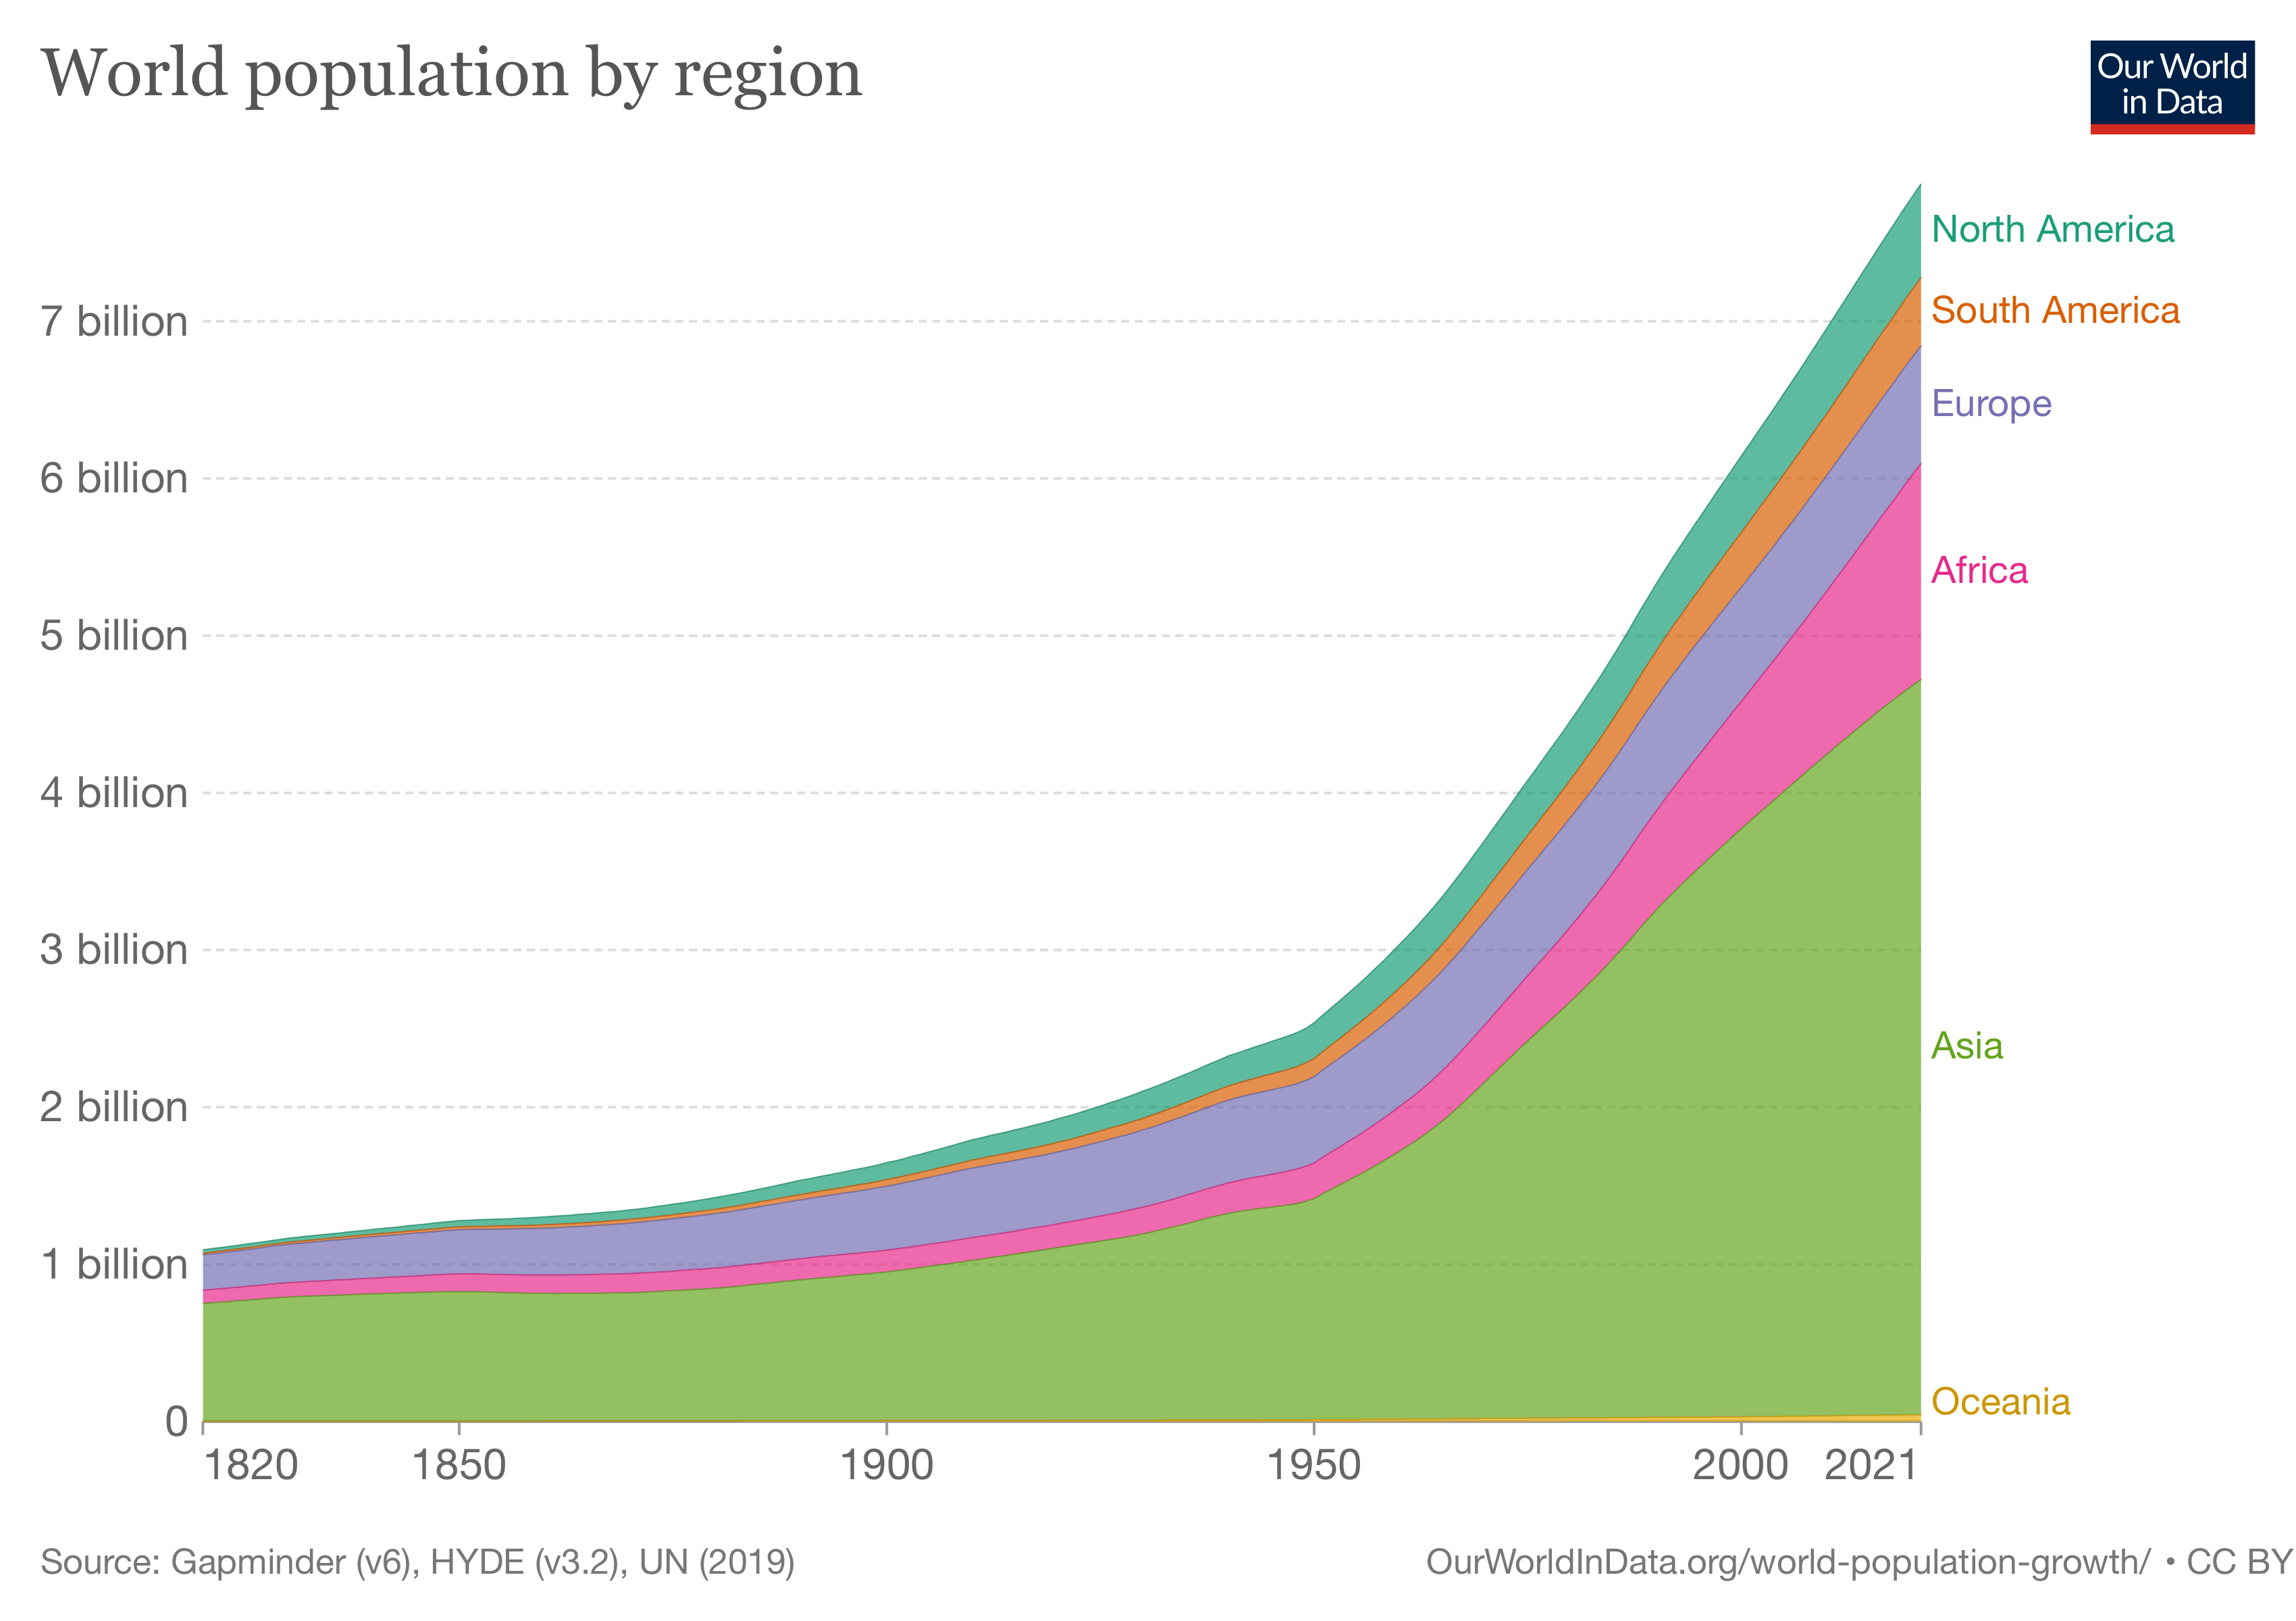 World population by region
Our World
in Data
North America
7 billion
South America
Europe
6 billion
Africa
5 billion
4 billion
3 billion
Asia
2 billion
1 billion
Oceania
0
1820
1850
1900
1950
2000
2021
Source: Gapminder (v6), HYDE (v3.2), UN (2019)
OurWorldInData.org/world-population-growth/ • CC BY